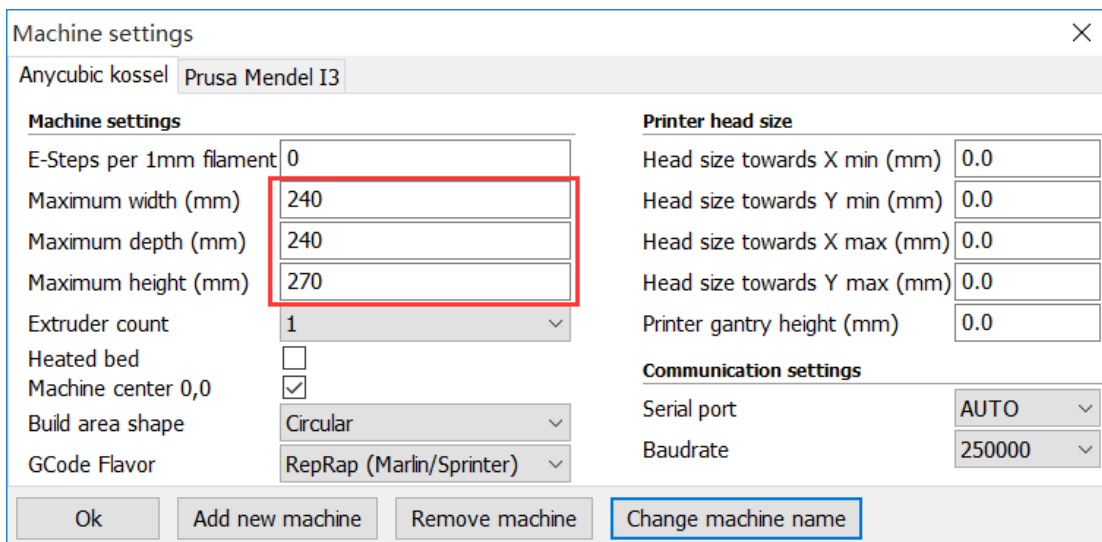 Machine settings
Anycubic kossel
Prusa Mendel I3
Machine settings
E-Steps per 1mm filament 0
Maximum width (mm) 240
Maximum depth (mm) 240
Maximum height (mm) 270
Extruder count 1
Heated bed
Machine center 0,0
Build area shape Circular
GCode Flavor RepRap (Marlin/Sprinter)
Printer head size
Head size towards X min (mm) 0.0
Head size towards Y min (mm) 0.0
Head size towards X max (mm) 0.0
Head size towards Y max (mm) 0.0
Printer gantry height (mm) 0.0
Communication settings
Serial port AUTO
Baudrate 250000
Ok
Add new machine
Remove machine
Change machine name